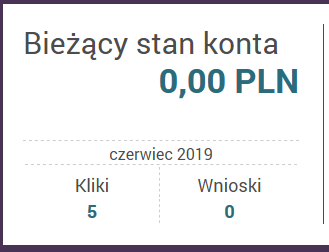 Bieżący stan konta
0,00 PLN
czerwiec 2019
Kliki Wnioski
5 0